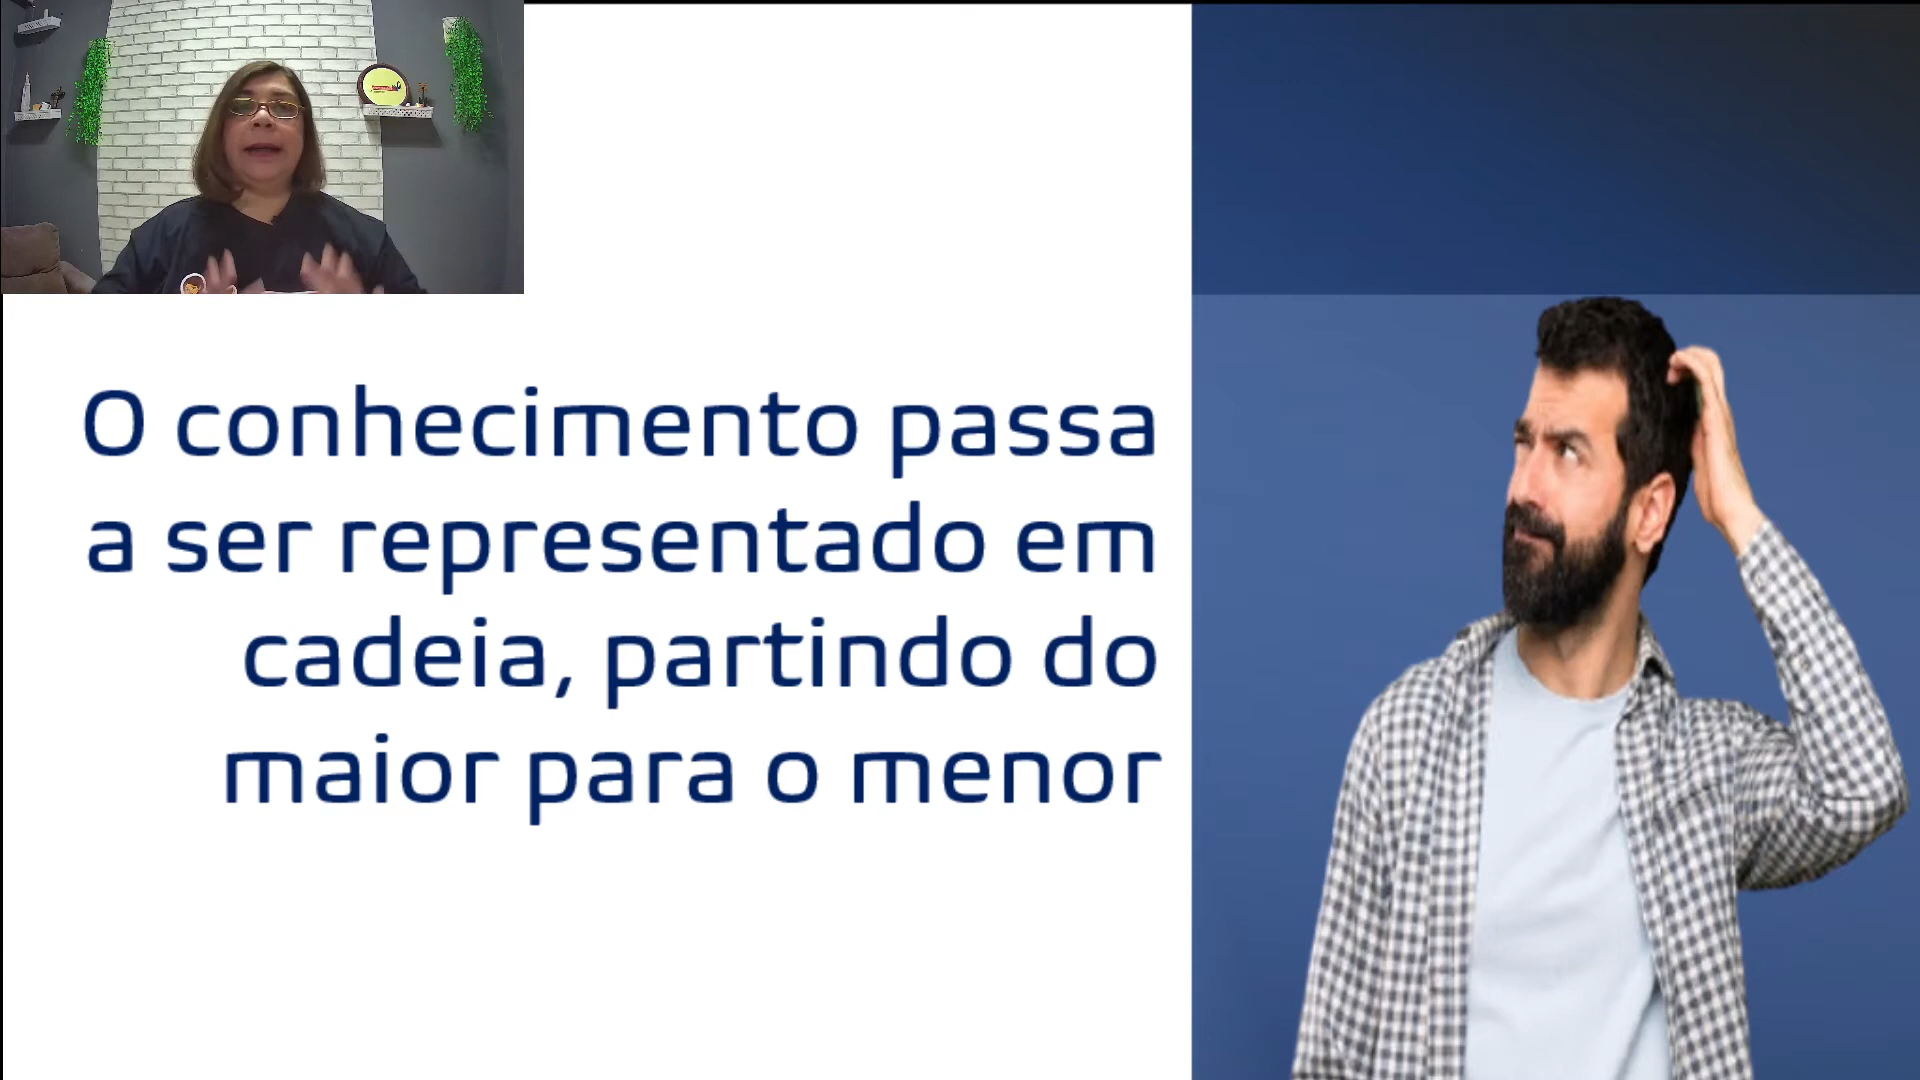 O conhecimento passa
a ser representado em
cadeia, partindo do
maior para o menor